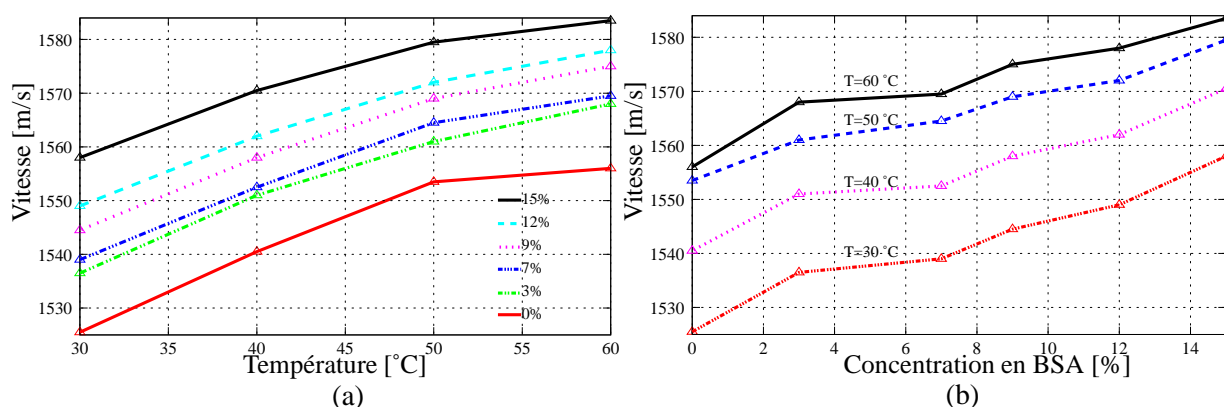 1580
1570
1560
1550
1540
1530
Vitesse [m/s]
15%
12%
9%
7%
3%
0%
30 35 40 45 50 55 60
Température [˚C]
(a)
1580
1570
1560
1550
1540
1530
Vitesse [m/s]
T=60 ˚C
T=50 ˚C
T=40 ˚C
T=30 ˚C
0 2 4 6 8 10 12 14
Concentration en BSA [%]
(b)